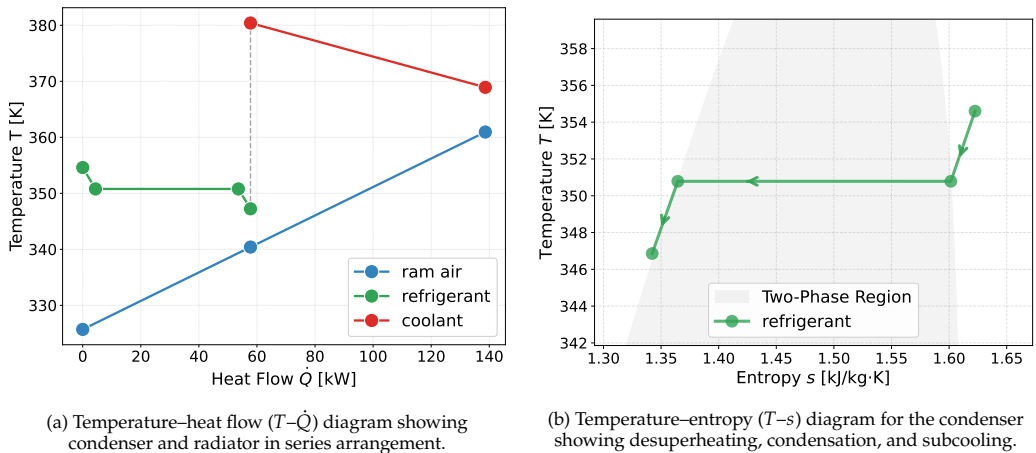 380
370
360
350
340
330
Temperature T [K]
0 20 40 60 80 100 120 140
Heat Flow Q̇ [kW]
ram air
refrigerant
coolant
(a) Temperature–heat flow (T–Q̇) diagram showing
condenser and radiator in series arrangement.
358
356
354
352
350
348
346
344
342
Temperature T [K]
1.30 1.35 1.40 1.45 1.50 1.55 1.60 1.65
Entropy s [kJ/kg·K]
Two-Phase Region
refrigerant
(b) Temperature–entropy (T–s) diagram for the condenser
showing desuperheating, condensation, and subcooling.